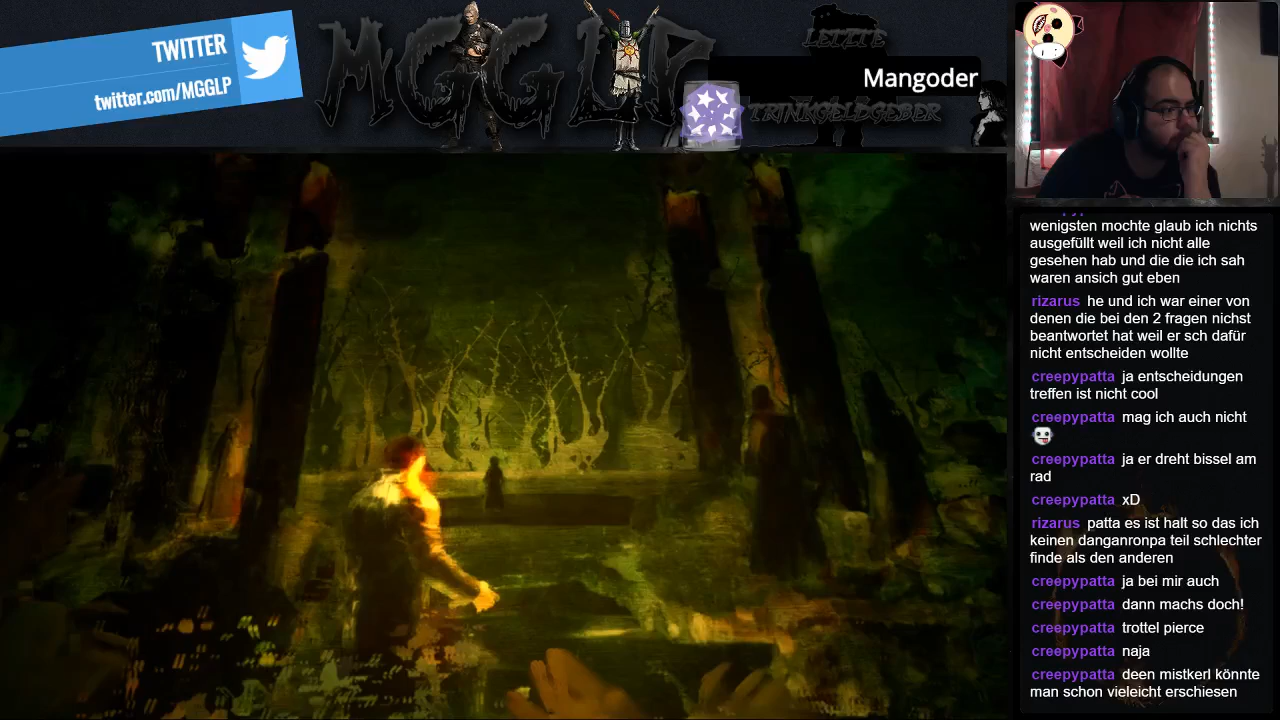 TWITTER
twitter.com/MGGLP
MGGLP
LETZTE
Mangoder
TRINKGELDGEBER
wenigsten mochte glaub ich nichts
ausgefüllt weil ich nicht alle
gesehen hab und die die ich sah
waren ansich gut eben
rizarus he und ich war einer von
denen die bei den 2 fragen nichst
beantwortet hat weil er sch dafür
nicht entscheiden wollte
creepypatta ja entscheidungen
treffen ist nicht cool
creepypatta mag ich auch nicht
creepypatta ja er dreht bissel am
rad
creepypatta xD
rizarus patta es ist halt so das ich
keinen danganronpa teil schlechter
finde als den anderen
creepypatta ja bei mir auch
creepypatta dann machs doch!
creepypatta trottel pierce
creepypatta naja
creepypatta deen mistkerl könnte
man schon vieleicht erschiesen